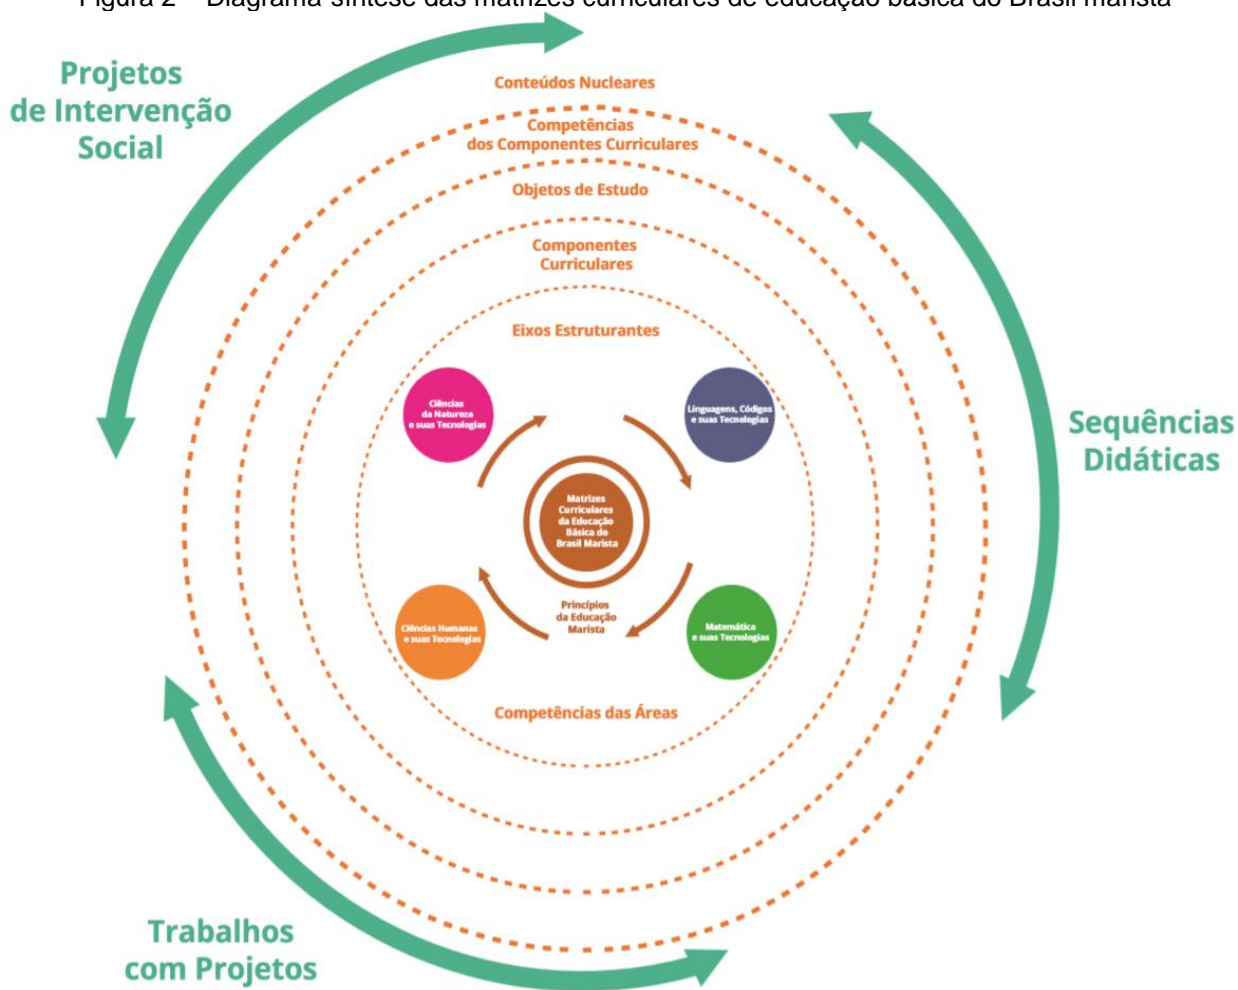 Figura 2 – Diagrama-síntese das matrizes curriculares de educação básica do Brasil marista
Projetos
de Intervenção
Social
Conteúdos Nucleares
Competências
dos Componentes Curriculares
Objetos de Estudo
Componentes
Curriculares
Eixos Estruturantes
Ciências
da Natureza
e suas Tecnologias
Linguagens, Códigos
e suas Tecnologias
Sequências
Didáticas
Matrizes
Curriculares
da Educação
Básica do
Brasil Marista
Princípios
da Educação
Marista
Ciências Humanas
e suas Tecnologias
Matemática
e suas Tecnologias
Competências das Áreas
Trabalhos
com Projetos